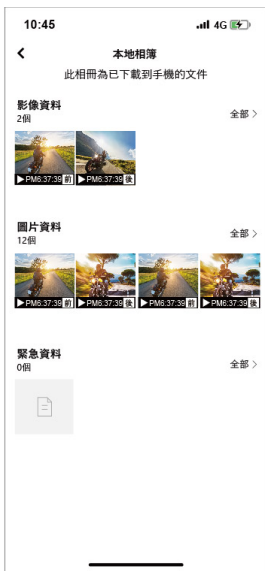 10:45
4G
本地相簿
此相冊為已下載到手機的文件
影像資料
2個
全部
PM6:37:39 前
PM6:37:39 後
圖片資料
12個
全部
PM6:37:39 前
PM6:37:39 後
PM6:37:39 前
PM6:37:39 後
緊急資料
0個
全部